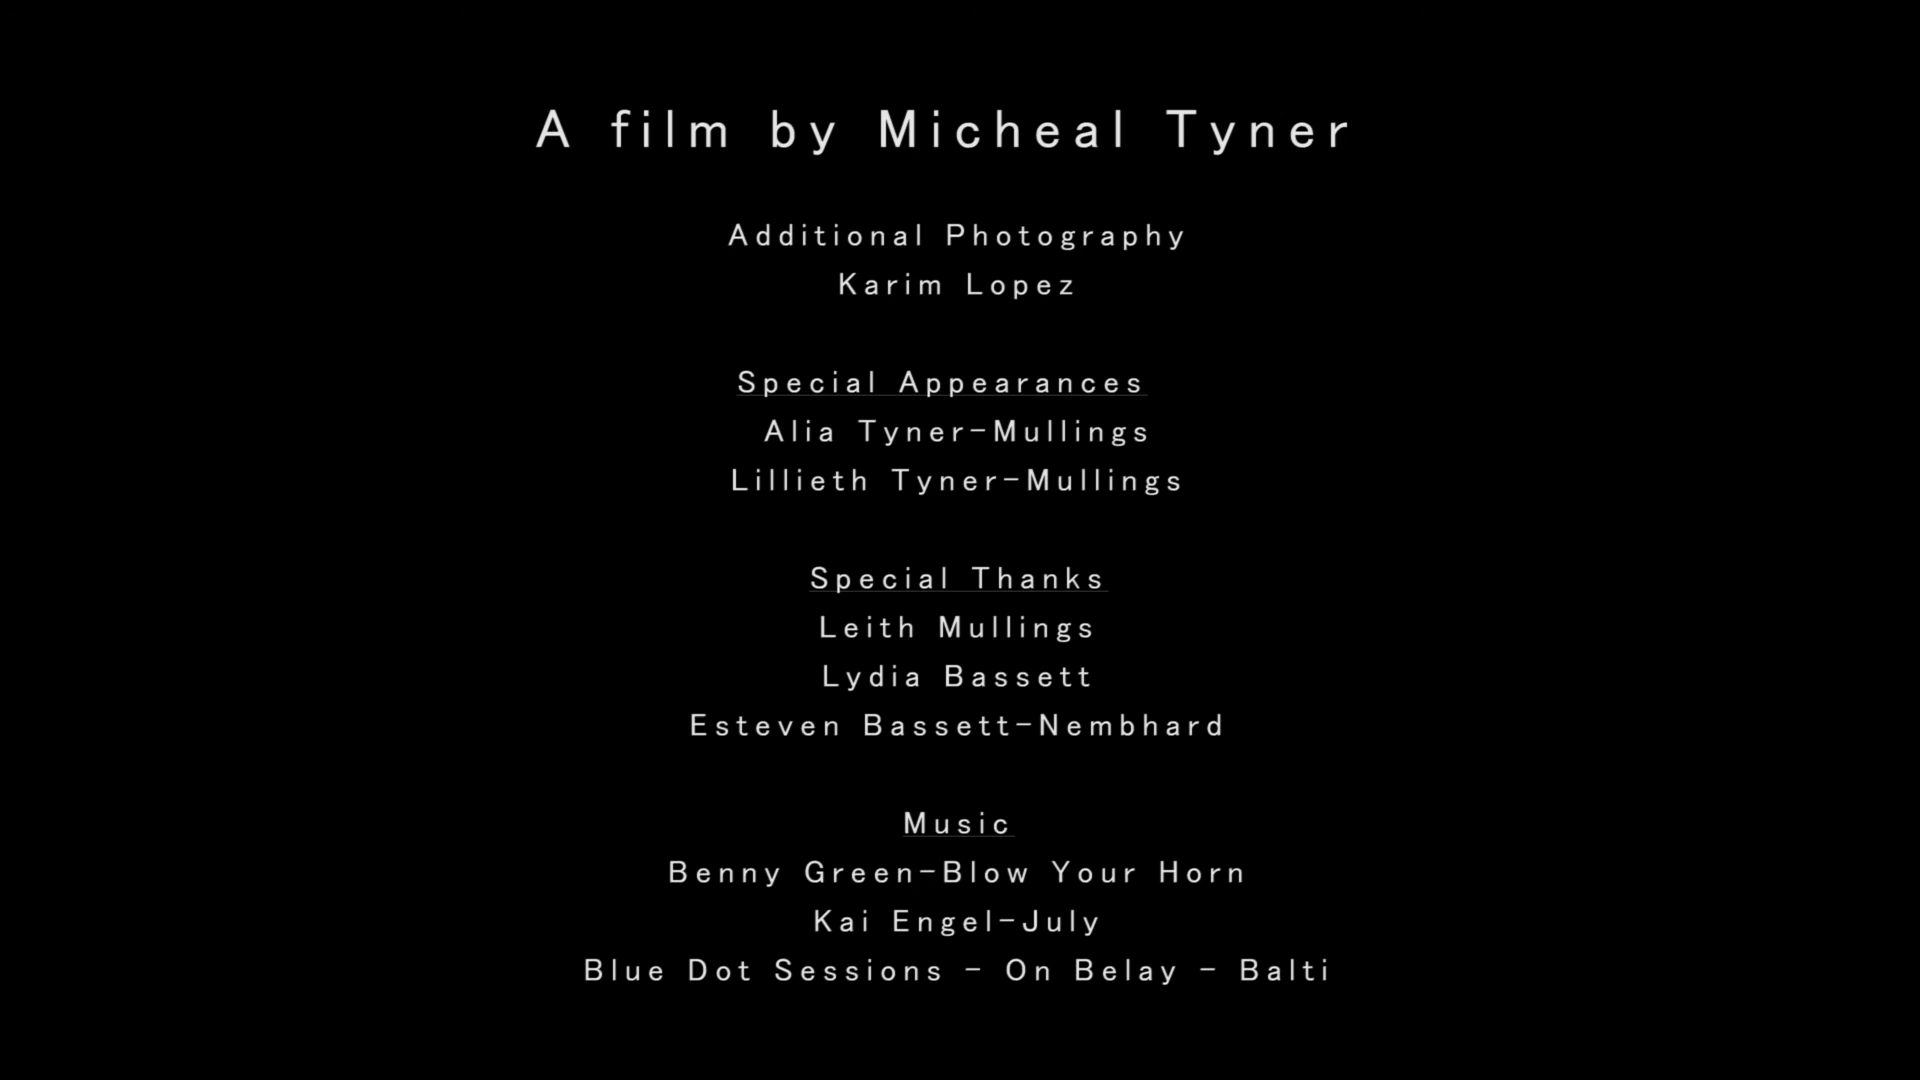 A film by Micheal Tyner
Additional Photography
Karim Lopez
Special Appearances
Alia Tyner-Mullings
Lillieth Tyner-Mullings
Special Thanks
Leith Mullings
Lydia Bassett
Esteven Bassett-Nembhard
Music
Benny Green-Blow Your Horn
Kai Engel-July
Blue Dot Sessions - On Belay - Balti